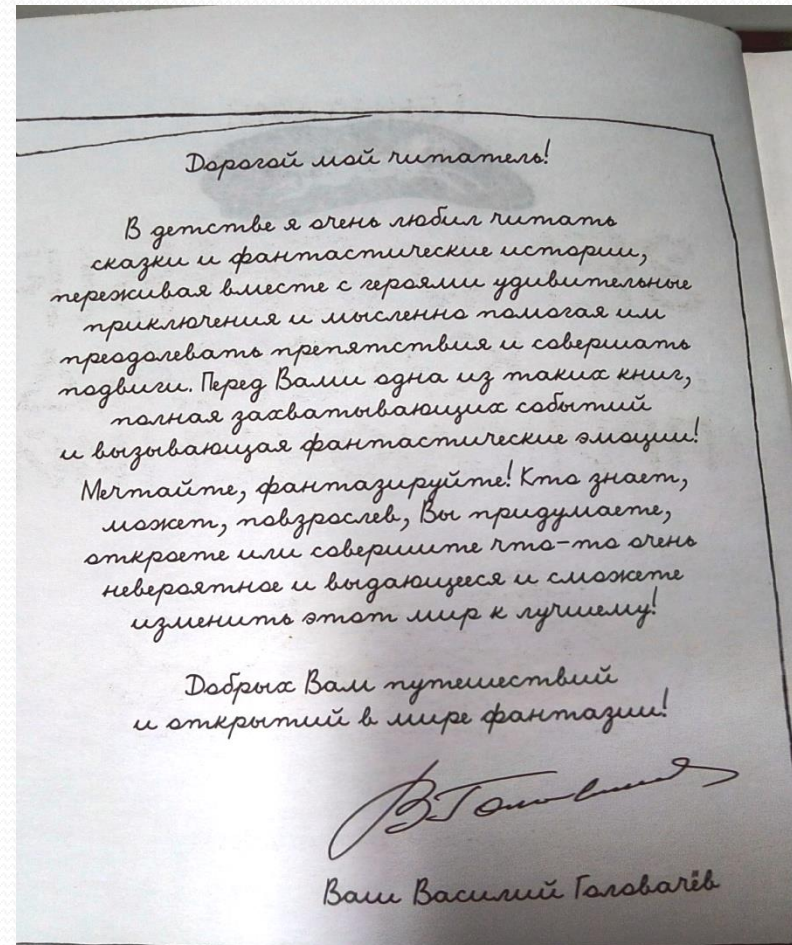 Дорогой мой читатель!
В детстве я очень любил читать
сказки и фантастические истории,
переживая вместе с героями удивительные
приключения и мысленно помогая им
преодолевать препятствия и совершать
подвиги. Перед Вами одна из таких книг,
полная захватывающих событий
и вызывающая фантастические эмоции!
Мечтайте, фантазируйте! Кто знает,
может, повзрослев, Вы придумаете,
откроете или совершите что-то очень
невероятное и выдающееся и сможете
изменить этот мир к лучшему!
Добрых Вам путешествий
и открытий в мире фантазии!
Ваш Василий Головачёв